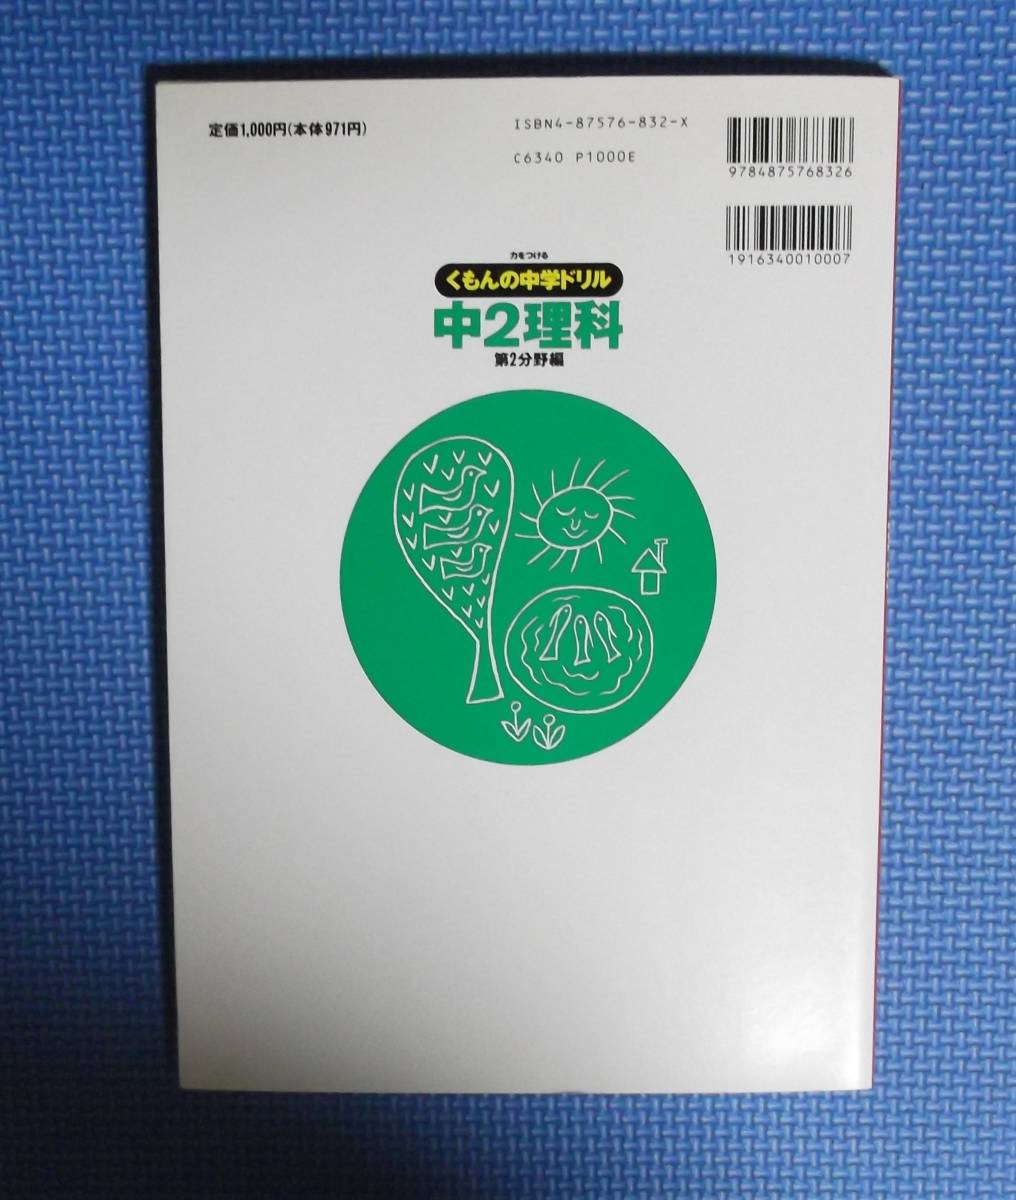 定価1,000円(本体971円)
ISBN4-87576-832-X
C6340 P1000E
9784875768326
1916340010007
力をつける
くもんの中学ドリル
中2理科
第2分野編